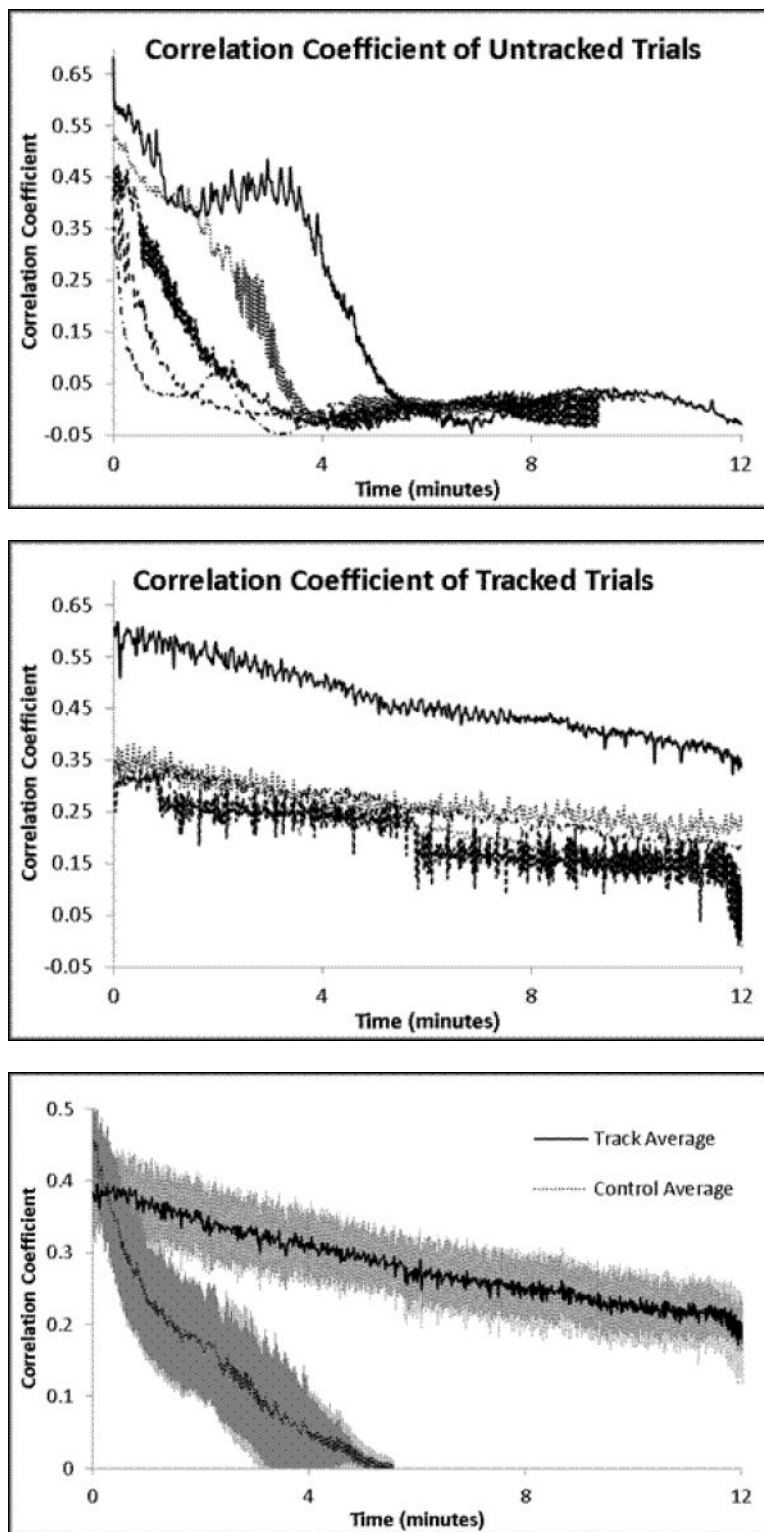 Correlation Coefficient of Untracked Trials
Correlation Coefficient
0.65
0.55
0.45
0.35
0.25
0.15
0.05
-0.05
0 4 8 12
Time (minutes)
Correlation Coefficient of Tracked Trials
Correlation Coefficient
0.65
0.55
0.45
0.35
0.25
0.15
0.05
-0.05
0 4 8 12
Time (minutes)
Correlation Coefficient
0.5
0.4
0.3
0.2
0.1
0
Track Average
Control Average
0 4 8 12
Time (minutes)